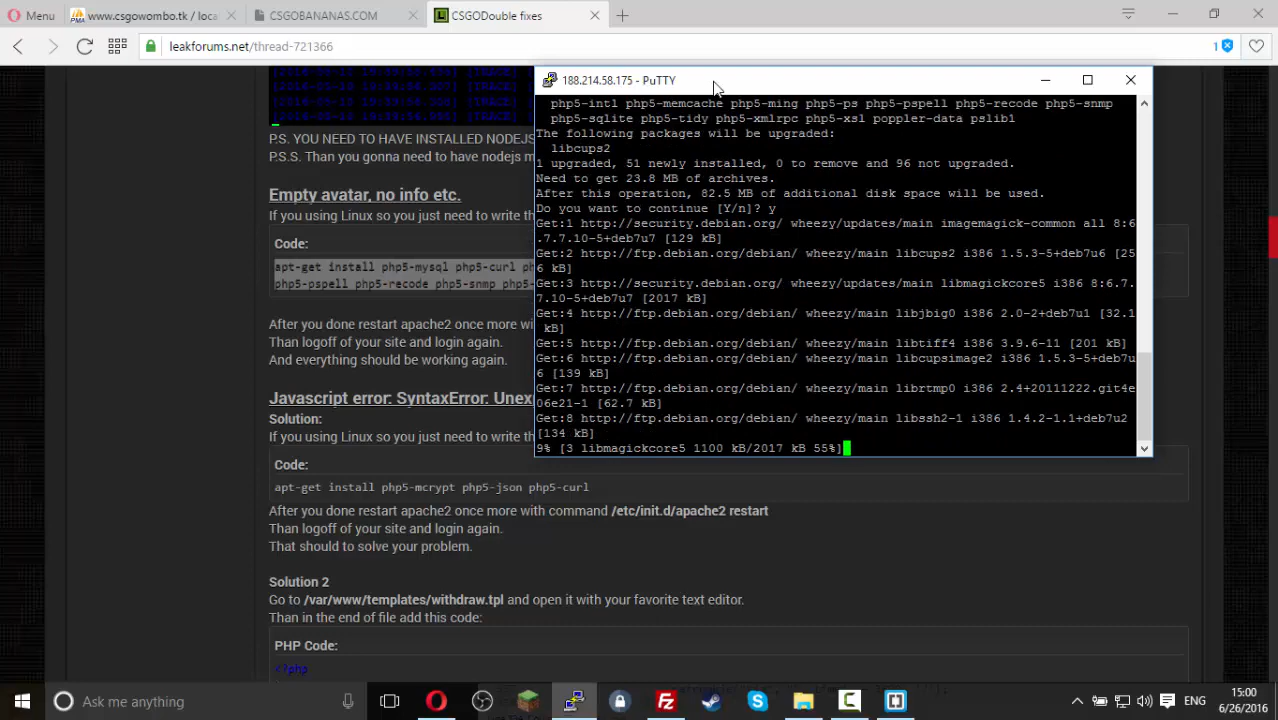 Menu
www.csgowombo.tk / local
CSGOBANANAS.COM
CSGODouble fixes
leakforums.net/thread-721366
1
[TRACE]
[TRACE]
[TRACE]
[TRACE]
P.S. YOU NEED TO HAVE INSTALLED NODEJS
P.S.S. Than you gonna need to have nodejs m
Empty avatar, no info etc.
If you using Linux so you just need to write th
Code:
apt-get install php5-mysql php5-curl ph
php5-pspell php5-recode php5-snmp php5-
After you done restart apache2 once more wi
Than logoff of your site and login again.
And everything should be working again.
Javascript error: SyntaxError: Unex
Solution:
If you using Linux so you just need to write th
Code:
apt-get install php5-mcrypt php5-json php5-curl
After you done restart apache2 once more with command /etc/init.d/apache2 restart
Than logoff of your site and login again.
That should to solve your problem.
Solution 2
Go to /var/www/templates/withdraw.tpl and open it with your favorite text editor.
Than in the end of file add this code:
PHP Code:
<?php
188.214.58.175 - PuTTY
php5-intl php5-memcache php5-ming php5-ps php5-pspell php5-recode php5-snmp
php5-sqlite php5-tidy php5-xmlrpc php5-xsl poppler-data pslib1
The following packages will be upgraded:
libcups2
1 upgraded, 51 newly installed, 0 to remove and 96 not upgraded.
Need to get 23.8 MB of archives.
After this operation, 82.5 MB of additional disk space will be used.
Do you want to continue [Y/n]? y
Get:1 http://security.debian.org/ wheezy/updates/main imagemagick-common all 8:6
.7.7.10-5+deb7u7 [129 kB]
Get:2 http://ftp.debian.org/debian/ wheezy/main libcups2 i386 1.5.3-5+deb7u6 [25
6 kB]
Get:3 http://security.debian.org/ wheezy/updates/main libmagickcore5 i386 8:6.7.
7.10-5+deb7u7 [2017 kB]
Get:4 http://ftp.debian.org/debian/ wheezy/main libjbig0 i386 2.0-2+deb7u1 [32.1
kB]
Get:5 http://ftp.debian.org/debian/ wheezy/main libtiff4 i386 3.9.6-11 [201 kB]
Get:6 http://ftp.debian.org/debian/ wheezy/main libcupsimage2 i386 1.5.3-5+deb7u
6 [139 kB]
Get:7 http://ftp.debian.org/debian/ wheezy/main librtmp0 i386 2.4+20111222.git4e
06e21-1 [62.7 kB]
Get:8 http://ftp.debian.org/debian/ wheezy/main libssh2-1 i386 1.4.2-1.1+deb7u2
[134 kB]
9% [3 libmagickcore5 1100 kB/2017 kB 55%]
Ask me anything
ENG
15:00
6/26/2016